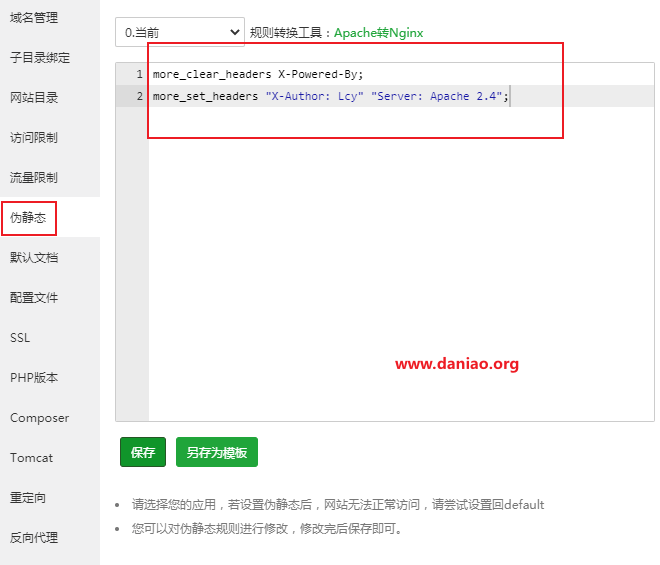 域名管理
子目录绑定
网站目录
访问限制
流量限制
伪静态
默认文档
配置文件
SSL
PHP版本
Composer
Tomcat
重定向
反向代理
0.当前
规则转换工具：Apache转Nginx
1 more_clear_headers X-Powered-By;
2 more_set_headers "X-Author: Lcy" "Server: Apache 2.4";
www.daniao.org
保存
另存为模板
请选择您的应用，若设置伪静态后，网站无法正常访问，请尝试设置回default
您可以对伪静态规则进行修改，修改完后保存即可。